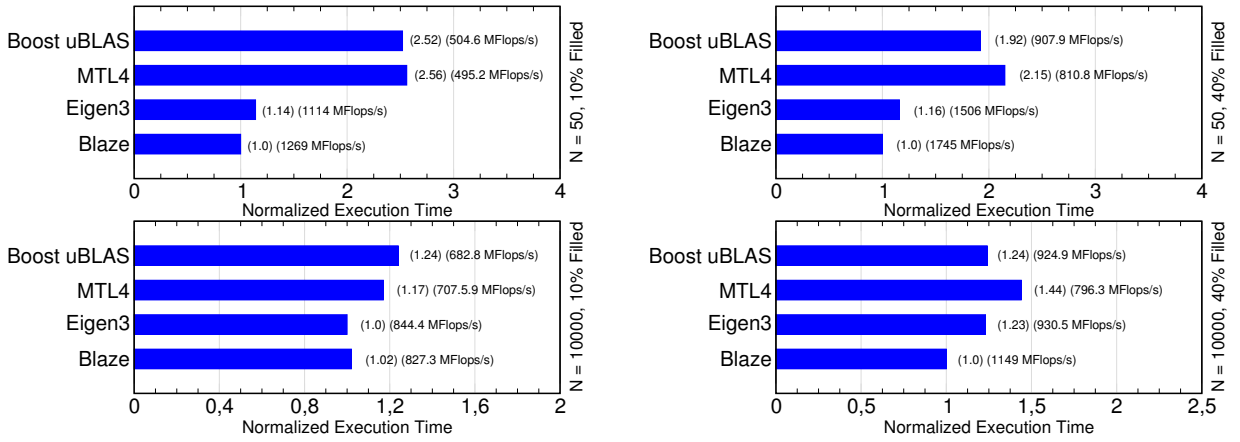 Boost uBLAS (2.52) (504.6 MFlops/s)
MTL4 (2.56) (495.2 MFlops/s)
Eigen3 (1.14) (1114 MFlops/s)
Blaze (1.0) (1269 MFlops/s)
0 1 2 3 4
Normalized Execution Time
N = 50, 10% Filled
Boost uBLAS (1.92) (907.9 MFlops/s)
MTL4 (2.15) (810.8 MFlops/s)
Eigen3 (1.16) (1506 MFlops/s)
Blaze (1.0) (1745 MFlops/s)
0 1 2 3 4
Normalized Execution Time
N = 50, 40% Filled
Boost uBLAS (1.24) (682.8 MFlops/s)
MTL4 (1.17) (707.5.9 MFlops/s)
Eigen3 (1.0) (844.4 MFlops/s)
Blaze (1.02) (827.3 MFlops/s)
0 0,4 0,8 1,2 1,6 2
Normalized Execution Time
N = 10000, 10% Filled
Boost uBLAS (1.24) (924.9 MFlops/s)
MTL4 (1.44) (796.3 MFlops/s)
Eigen3 (1.23) (930.5 MFlops/s)
Blaze (1.0) (1149 MFlops/s)
0 0,5 1 1,5 2 2,5
Normalized Execution Time
N = 10000, 40% Filled